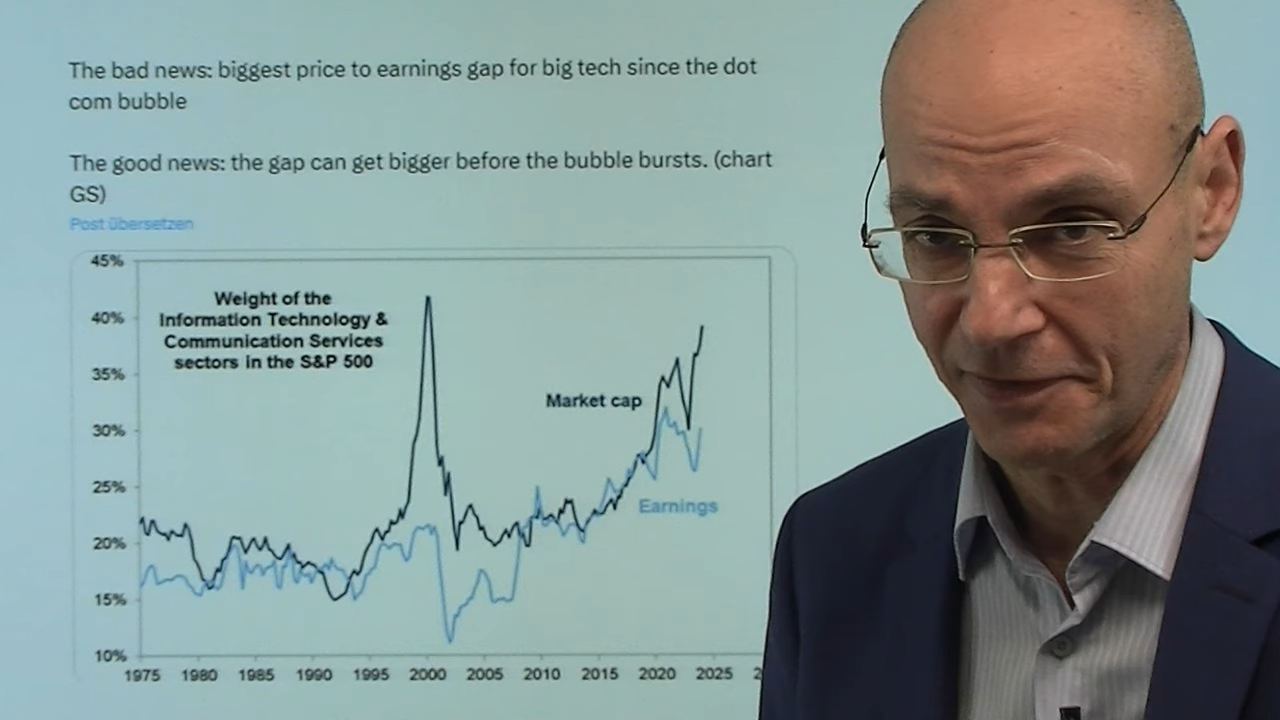 The bad news: biggest price to earnings gap for big tech since the dot
com bubble
The good news: the gap can get bigger before the bubble bursts. (chart
GS)
Post übersetzen
45%
Weight of the
Information Technology &
Communication Services
sectors in the S&P 500
40%
35%
Market cap
30%
25%
Earnings
20%
15%
10%
1975 1980 1985 1990 1995 2000 2005 2010 2015 2020 2025